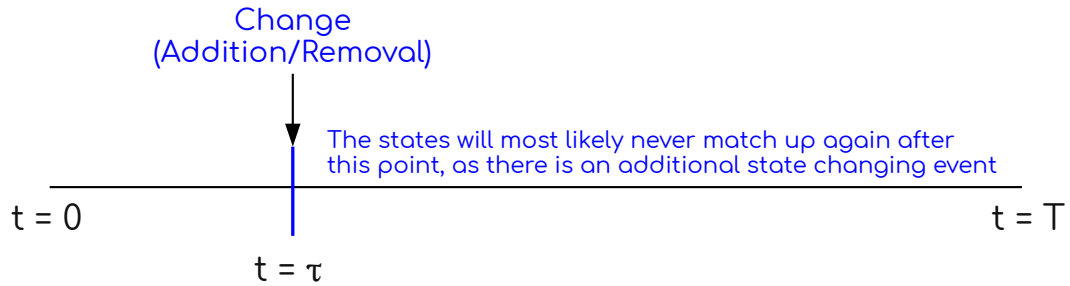 Change
(Addition/Removal)
The states will most likely never match up again after
this point, as there is an additional state changing event
t = 0
t = T
t = τ